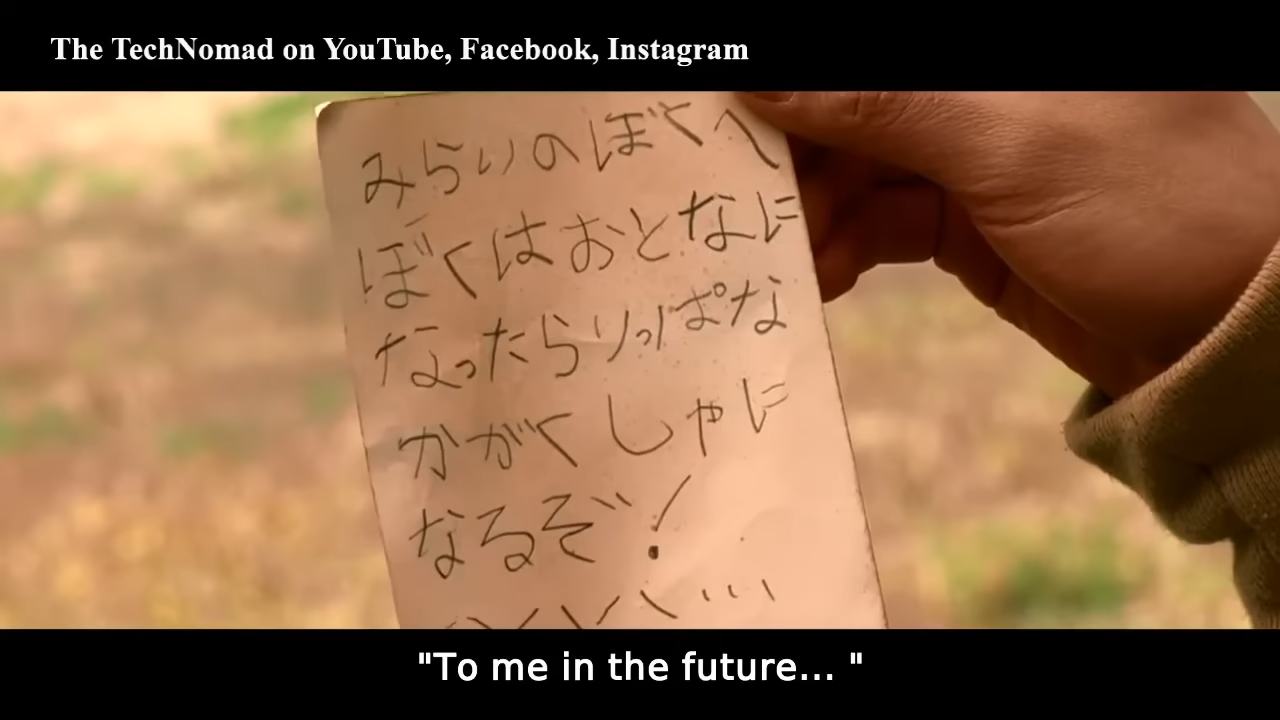 The TechNomad on YouTube, Facebook, Instagram
みらいのぼくへ
ぼくはおとなに
なったらりっぱな
かがくしゃに
なるぞ!
"To me in the future... "